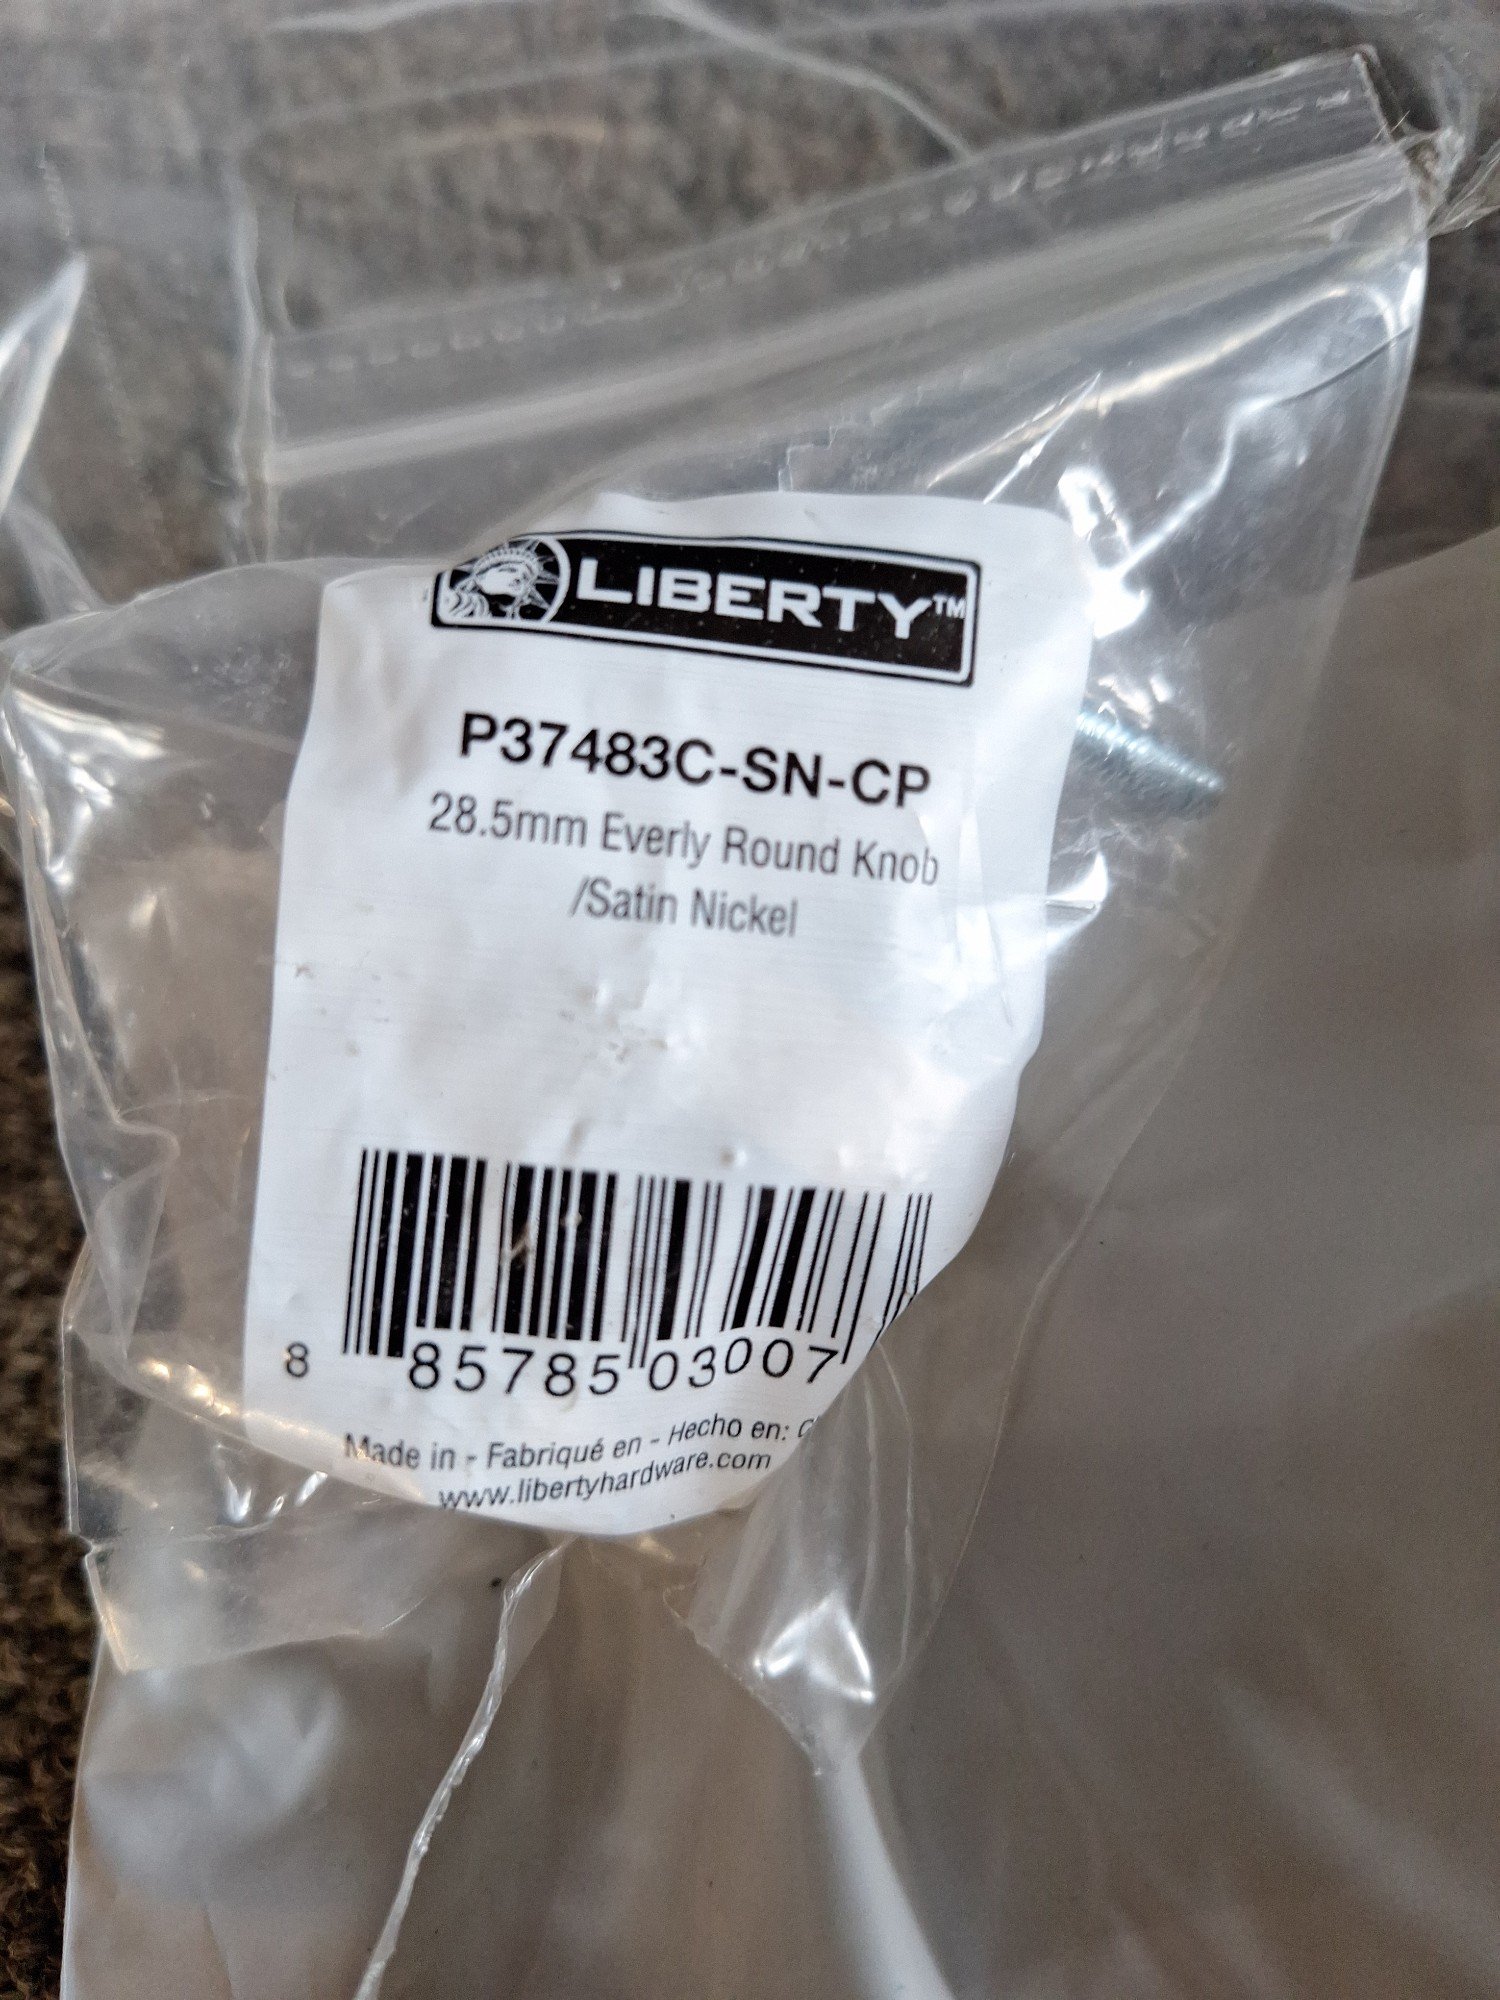 LIBERTY™
P37483C-SN-CP
28.5mm Everly Round Knob
/Satin Nickel
8 85785 03007
Made in - Fabriqué en - Hecho en:
www.libertyhardware.com